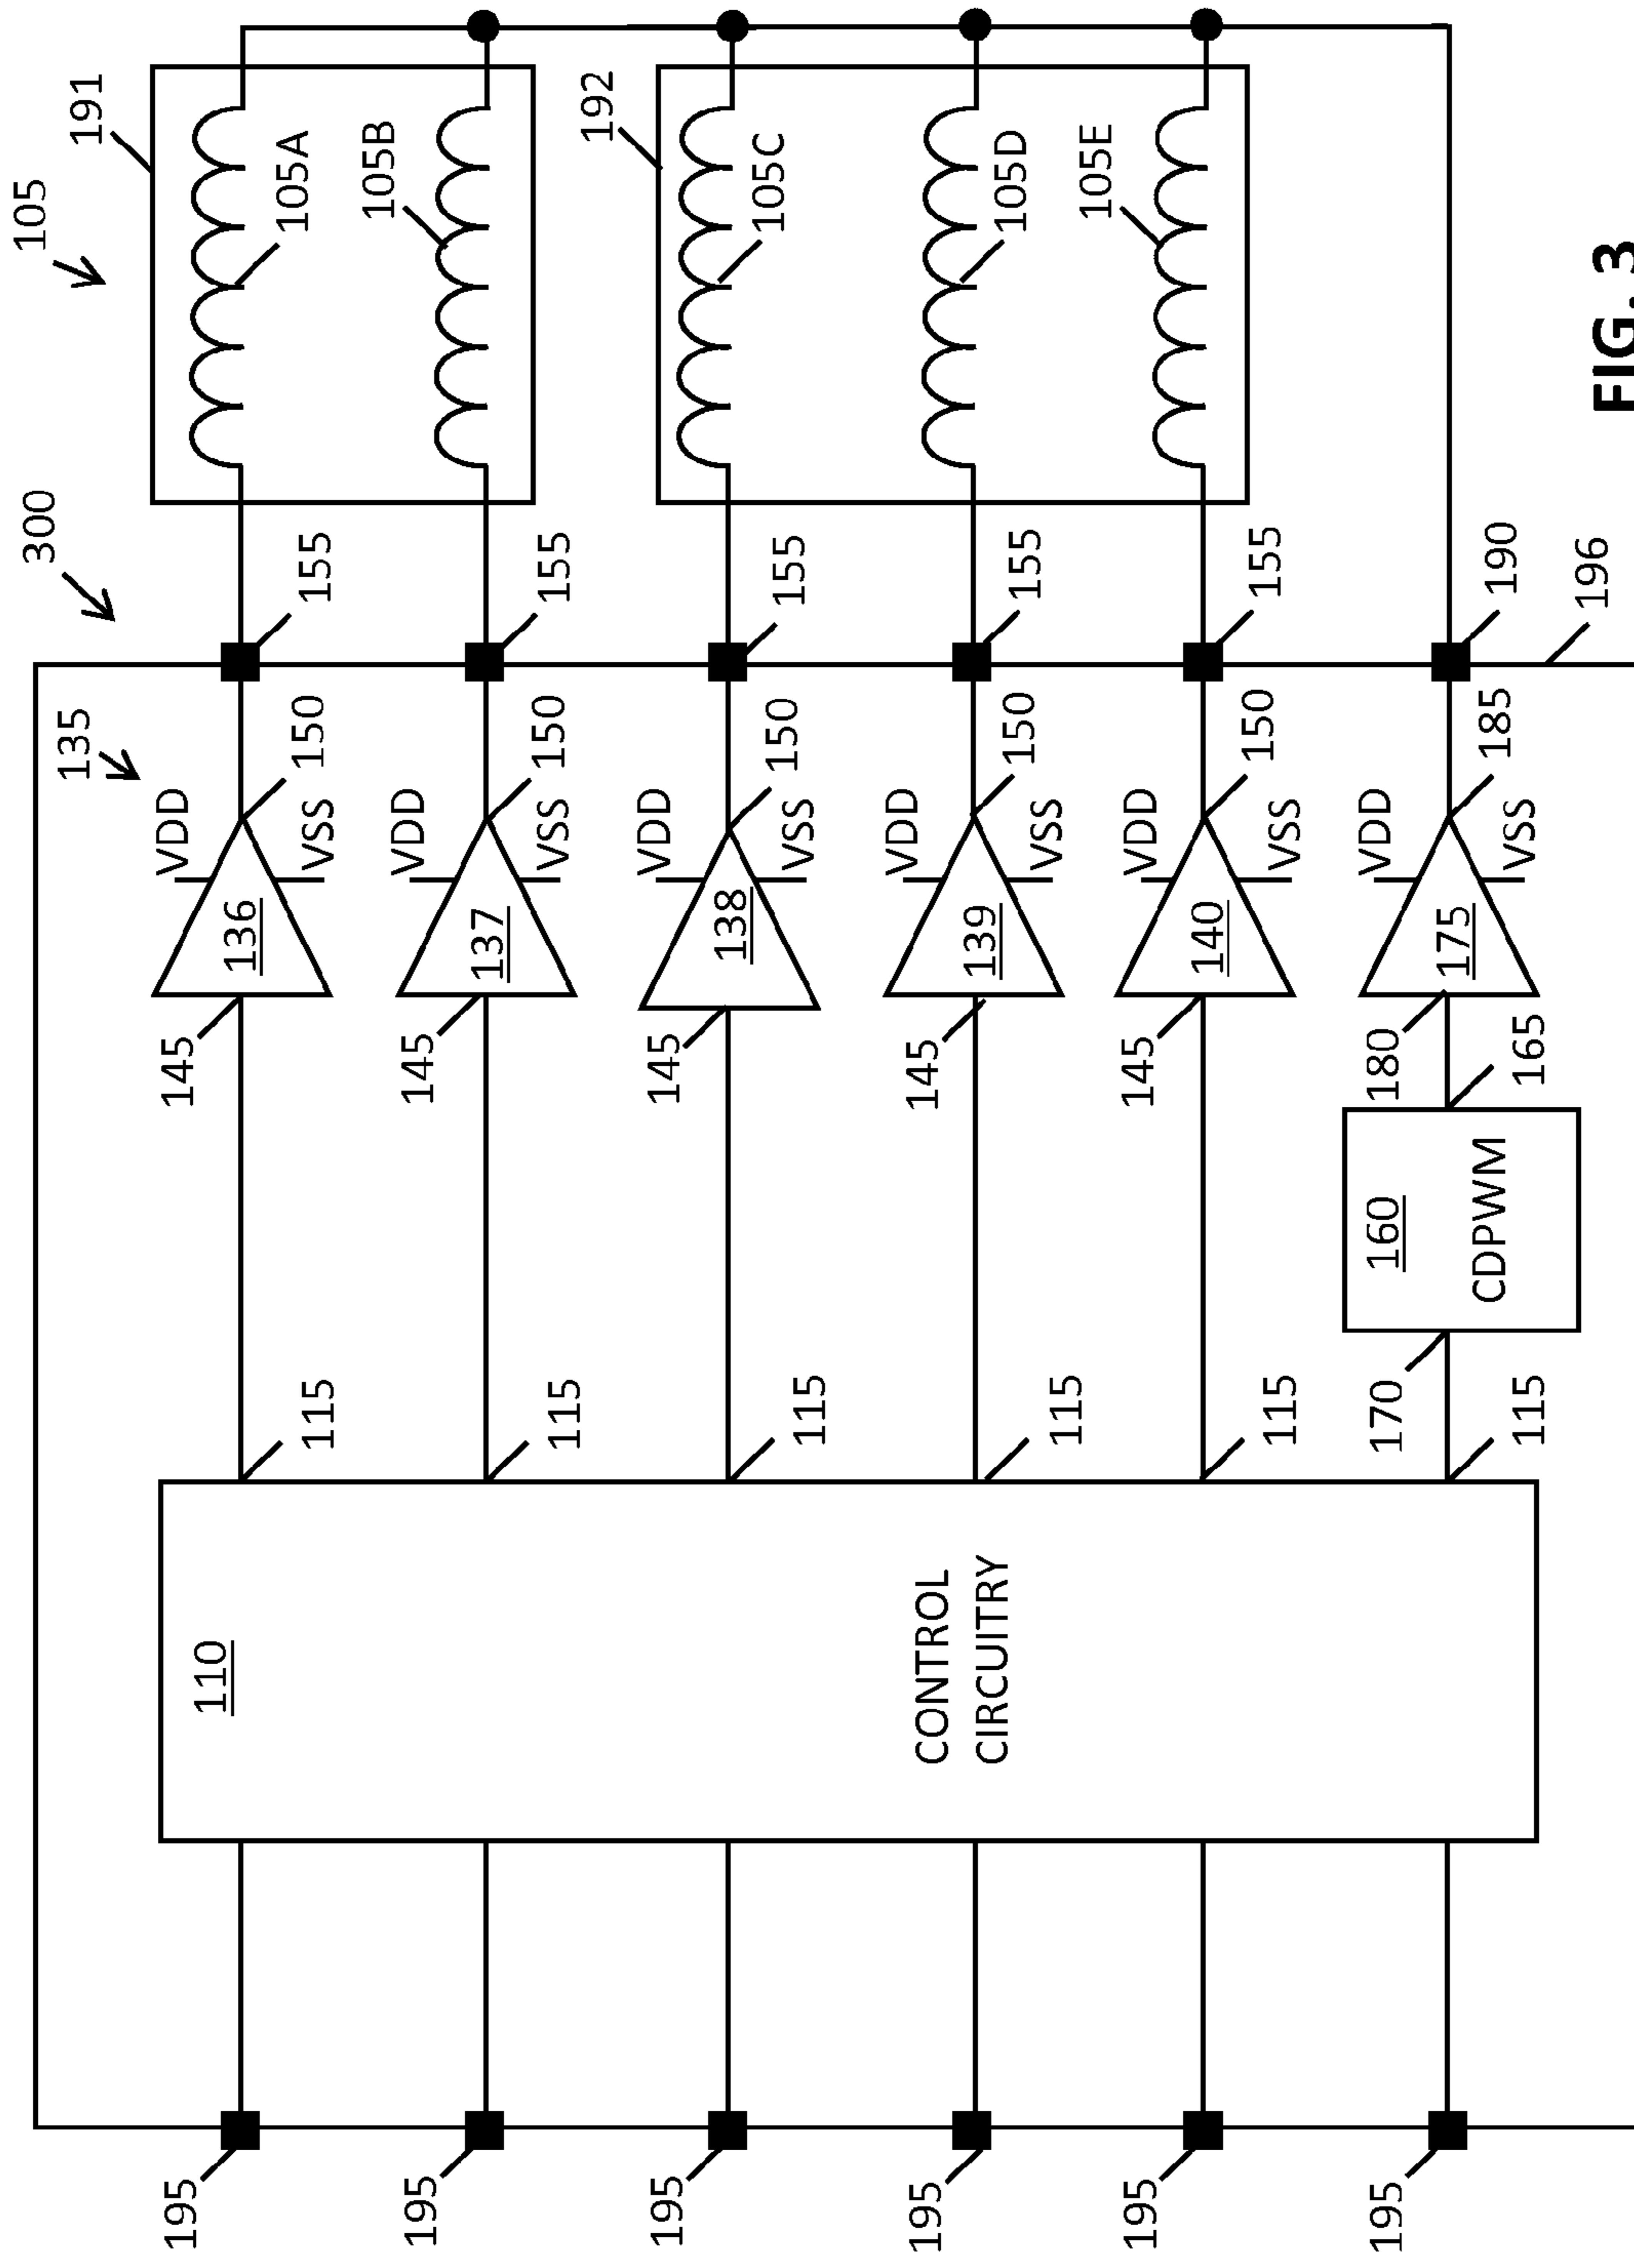 300
105
135
191
195
115
145
136
VDD
VSS
150
155
105A
195
115
145
137
VDD
VSS
150
155
105B
192
195
115
145
138
VDD
VSS
150
155
105C
195
115
145
139
VDD
VSS
150
155
105D
195
115
145
140
VDD
VSS
150
155
105E
110
CONTROL
CIRCUITRY
195
115
170
160
CDPWM
165
180
175
VDD
VSS
185
190
196
FIG. 3